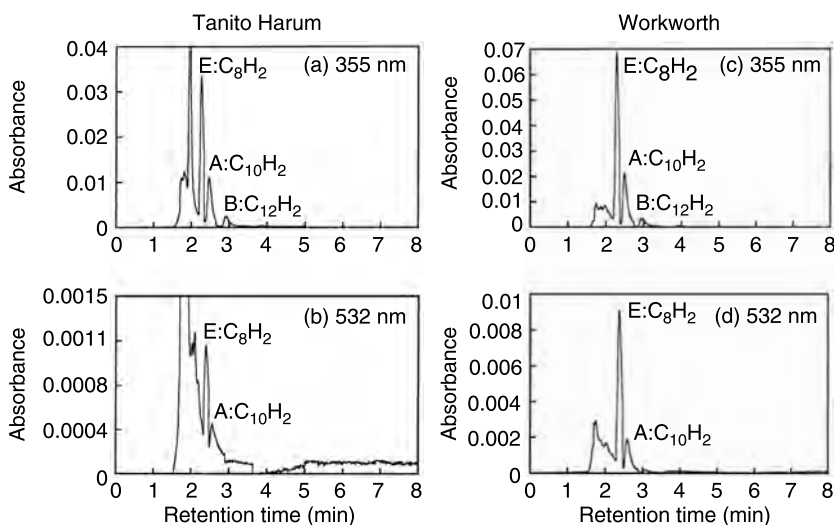 Tanito Harum
Workworth
Absorbance
0.04
0.03
0.02
0.01
0
E:C₈H₂
(a) 355 nm
A:C₁₀H₂
B:C₁₂H₂
0 1 2 3 4 5 6 7 8
Absorbance
0.07
0.06
0.05
0.04
0.03
0.02
0.01
0
E:C₈H₂
(c) 355 nm
A:C₁₀H₂
B:C₁₂H₂
0 1 2 3 4 5 6 7 8
Absorbance
0.0015
0.0011
0.0008
0.0004
0
(b) 532 nm
E:C₈H₂
A:C₁₀H₂
0 1 2 3 4 5 6 7 8
Retention time (min)
Absorbance
0.01
0.008
0.006
0.004
0.002
0
E:C₈H₂
(d) 532 nm
A:C₁₀H₂
0 1 2 3 4 5 6 7 8
Retention time (min)